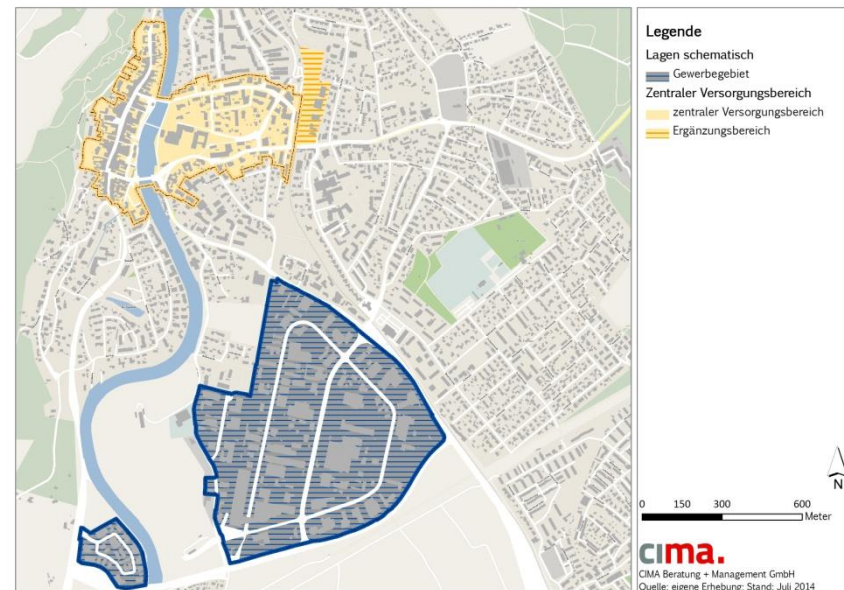 Legende
Lagen schematisch
Gewerbegebiet
Zentraler Versorgungsbereich
zentraler Versorgungsbereich
Ergänzungsbereich
N
0 150 300 600
Meter
cima.
CIMA Beratung + Management GmbH
Quelle: eigene Erhebung; Stand: Juli 2014